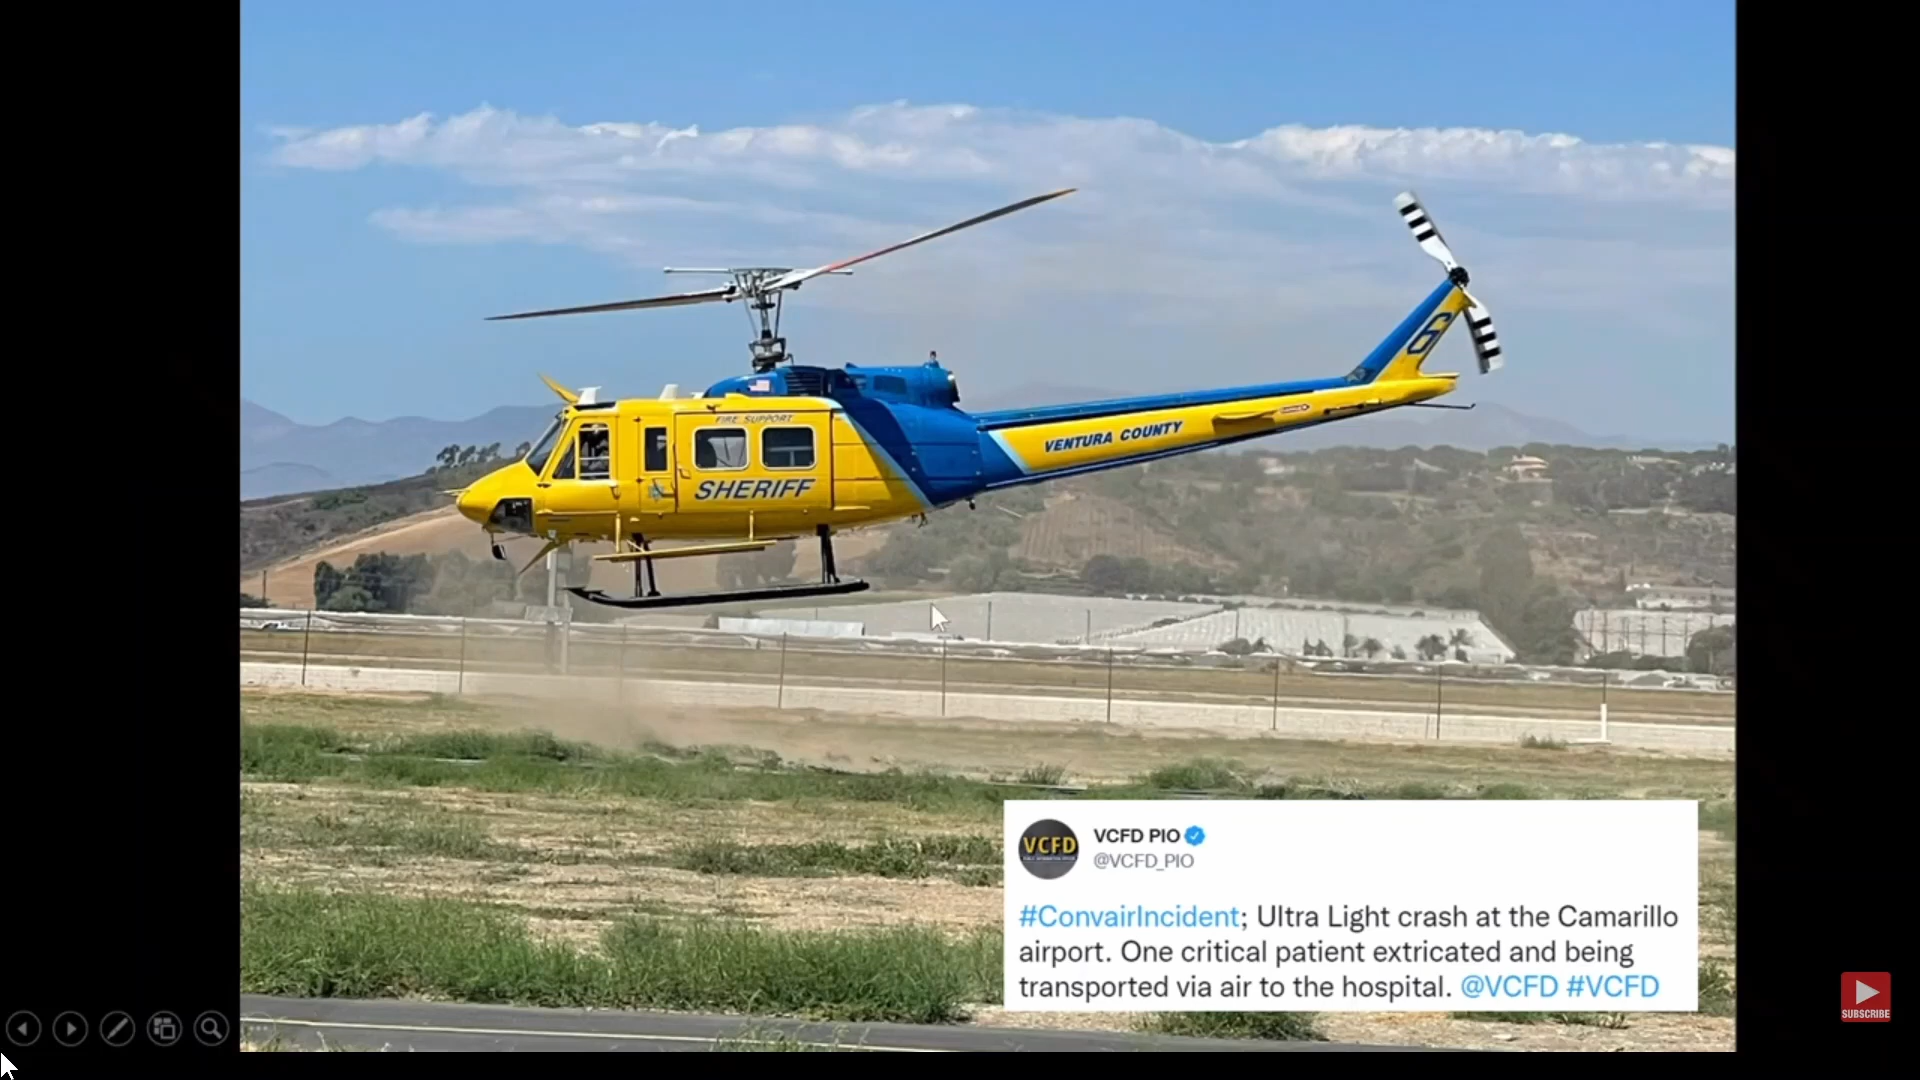 FIRE SUPPORT
SHERIFF
VENTURA COUNTY
6
VCFD
VCFD PIO
@VCFD_PIO
#ConvairIncident; Ultra Light crash at the Camarillo
airport. One critical patient extricated and being
transported via air to the hospital. @VCFD #VCFD
SUBSCRIBE